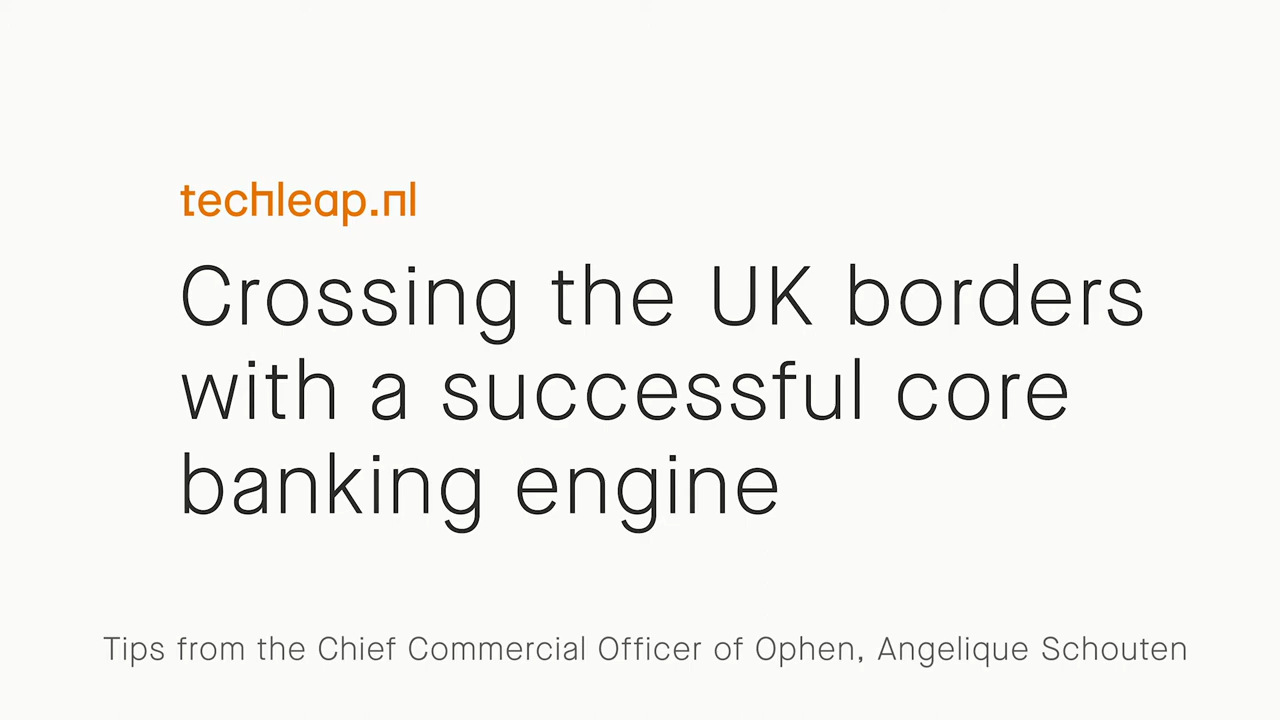 techleap.nl
Crossing the UK borders
with a successful core
banking engine
Tips from the Chief Commercial Officer of Ophen, Angelique Schouten